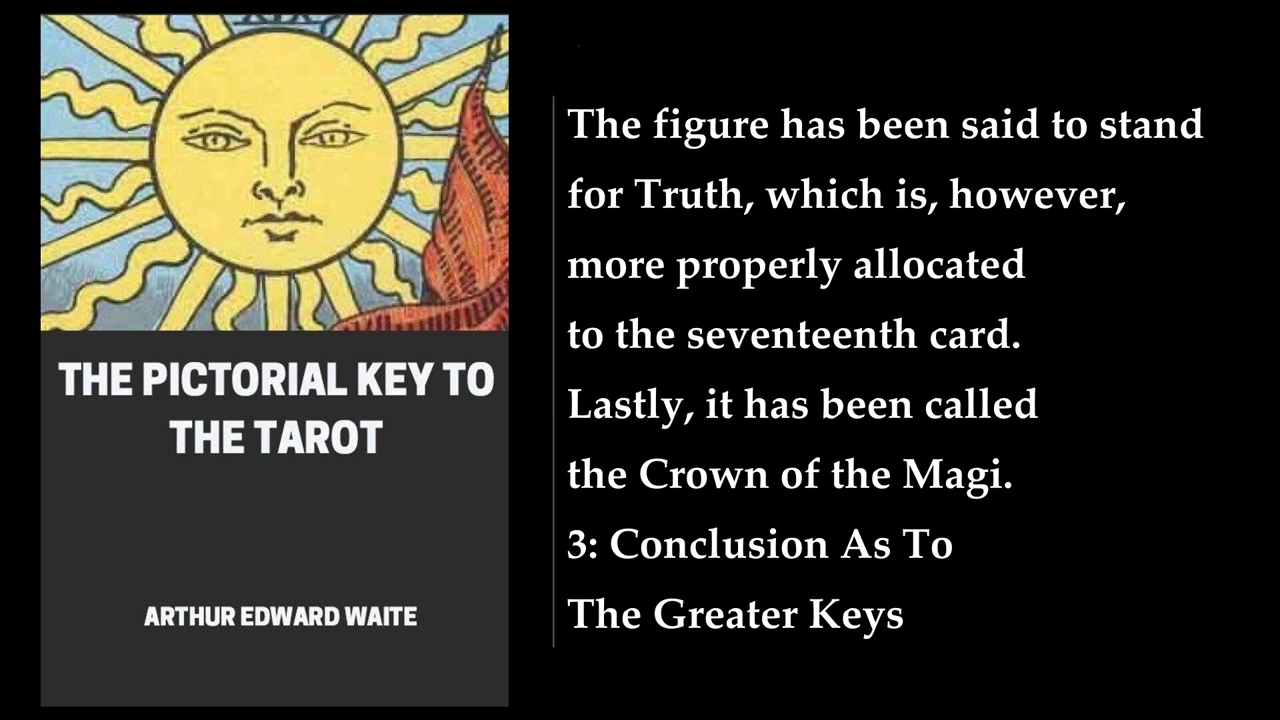 XIX
THE PICTORIAL KEY TO
THE TAROT
ARTHUR EDWARD WAITE
The figure has been said to stand
for Truth, which is, however,
more properly allocated
to the seventeenth card.
Lastly, it has been called
the Crown of the Magi.
3: Conclusion As To
The Greater Keys